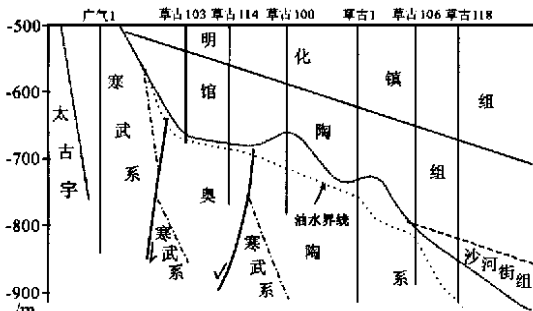 广气1 草古103 草古114 草古100 草古1 草古106 草古118
-500
-600
-700
-800
-900
/m
太古宇
寒武系
明化镇组
馆陶组
奥陶系
寒武系
寒武系
油水界线
沙河街组